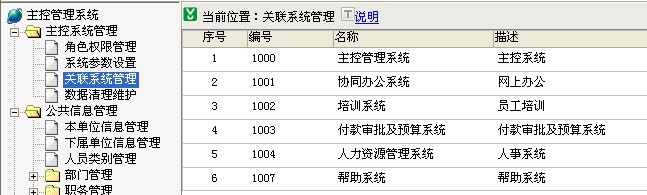 主控管理系统
主控系统管理
角色权限管理
系统参数设置
关联系统管理
数据清理维护
公共信息管理
本单位信息管理
下属单位信息管理
人员类别管理
部门管理
职务管理
当前位置：关联系统管理 T说明
序号 编号 名称 描述
1 1000 主控管理系统 主控系统
2 1001 协同办公系统 网上办公
3 1002 培训系统 员工培训
4 1003 付款审批及预算系统 付款审批及预算系统
5 1004 人力资源管理系统 人事系统
6 1007 帮助系统 帮助系统